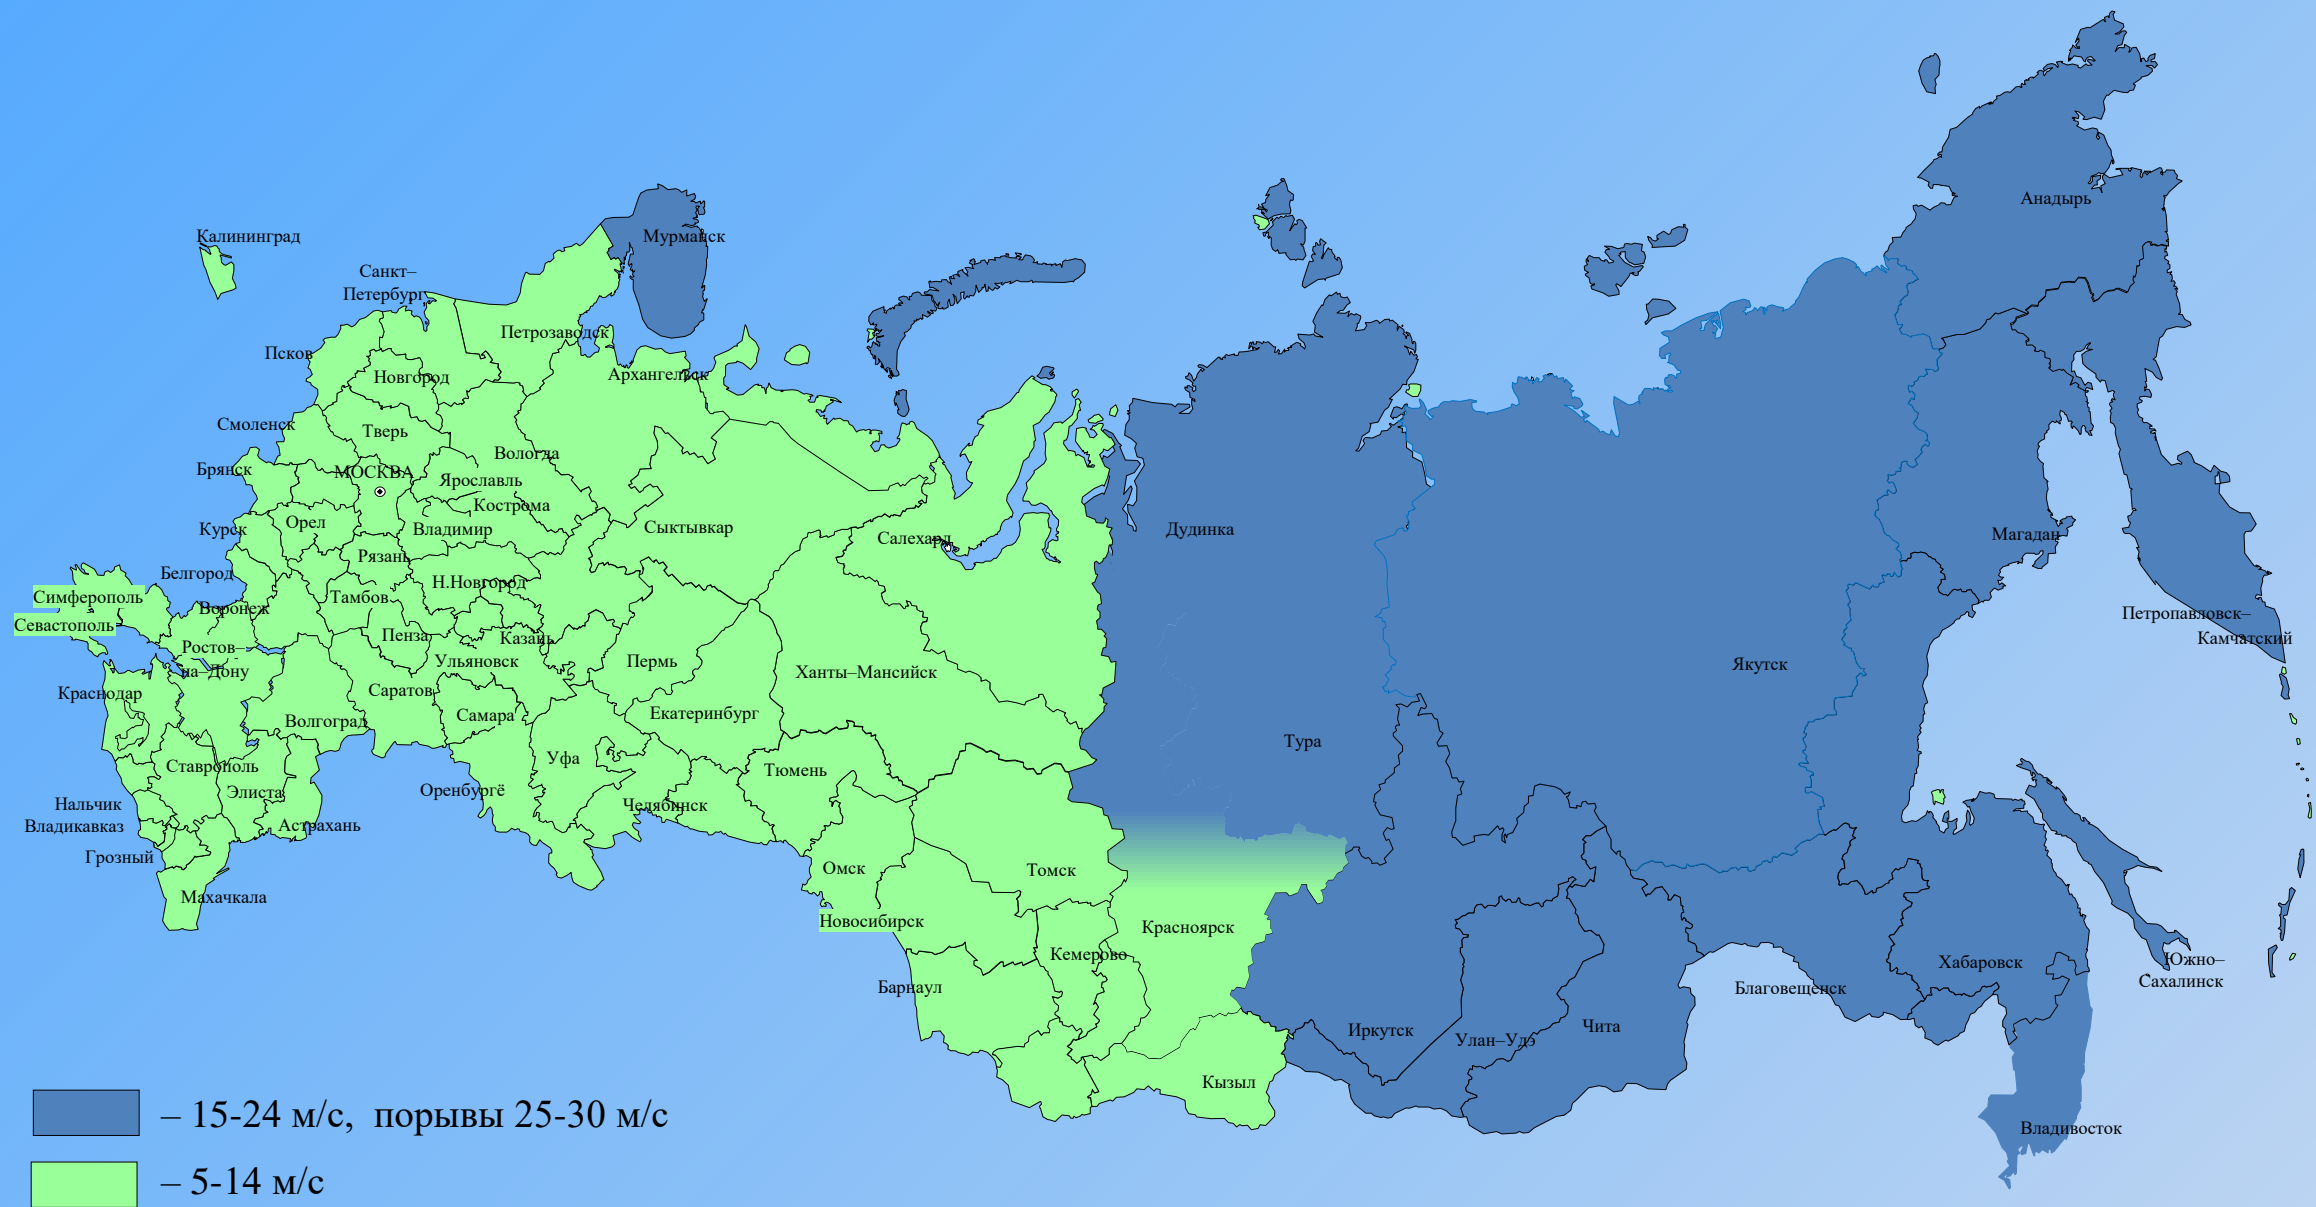 Анадырь
Калининград
Мурманск
Санкт–
Петербург
Петрозаводск
Псков
Архангельск
Новгород
Смоленск
Тверь
Вологда
Брянск
МОСКВА
Ярославль
Кострома
Орел
Курск
Владимир
Сыктывкар
Салехард
Дудинка
Магадан
Рязань
Белгород
Н.Новгород
Симферополь
Тамбов
Воронеж
Севастополь
Пенза
Казань
Петропавловск–
Камчатский
Ростов–
на–Дону
Ульяновск
Пермь
Ханты–Мансийск
Якутск
Краснодар
Саратов
Самара
Екатеринбург
Волгоград
Тура
Уфа
Ставрополь
Тюмень
Элиста
Оренбургё
Нальчик
Челябинск
Владикавказ
Астрахань
Грозный
Омск
Томск
Махачкала
Новосибирск
Красноярск
Кемерово
Хабаровск
Южно–
Сахалинск
Барнаул
Благовещенск
Иркутск
Улан–Удэ
Чита
Кызыл
Владивосток
– 15-24 м/с, порывы 25-30 м/с
– 5-14 м/с